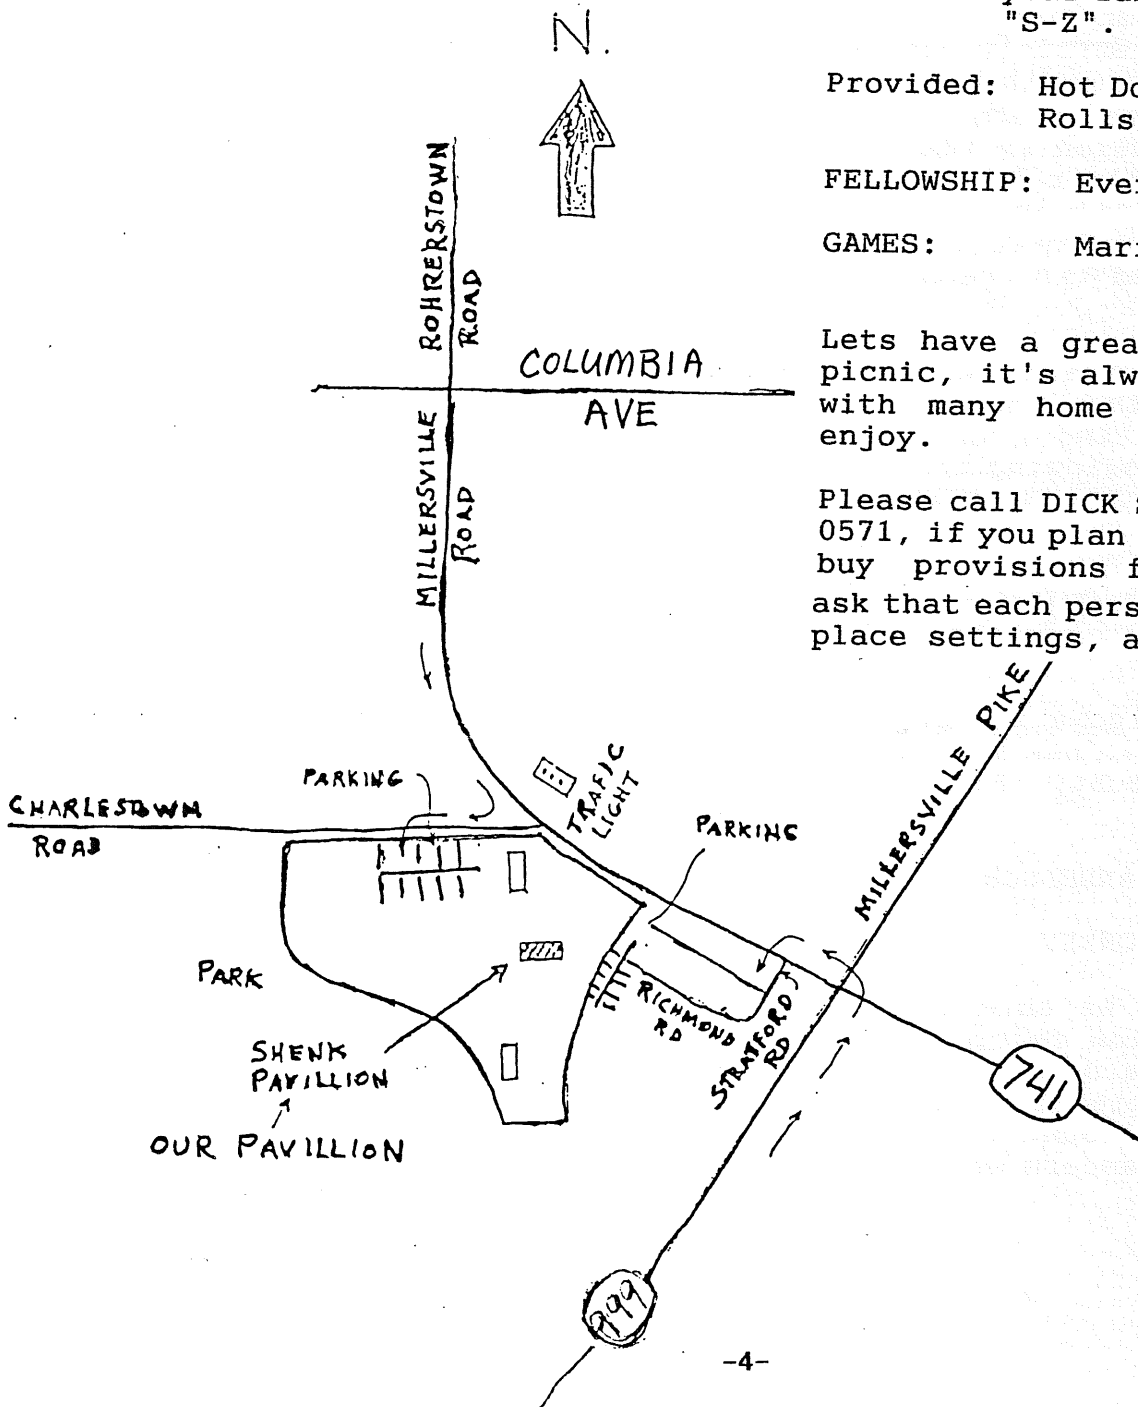 "S-Z".
N.
Provided: Hot Do
Rolls
FELLOWSHIP: Eve
GAMES: Mar
Lets have a grea
picnic, it's alw
with many home
enjoy.
Please call DICK
0571, if you plan
buy provisions f
ask that each pers
place settings, a
ROHRERSTOWN
ROAD
COLUMBIA
AVE
MILLERSVILLE
ROAD
MILLERSVILLE PIKE
TRAFIC
LIGHT
PARKING
CHARLESTOWN
ROAD
PARKING
PARK
RICHMOND
RD
STRATFORD
RD
SHENK
PAVILLION
OUR PAVILLION
741
999
-4-